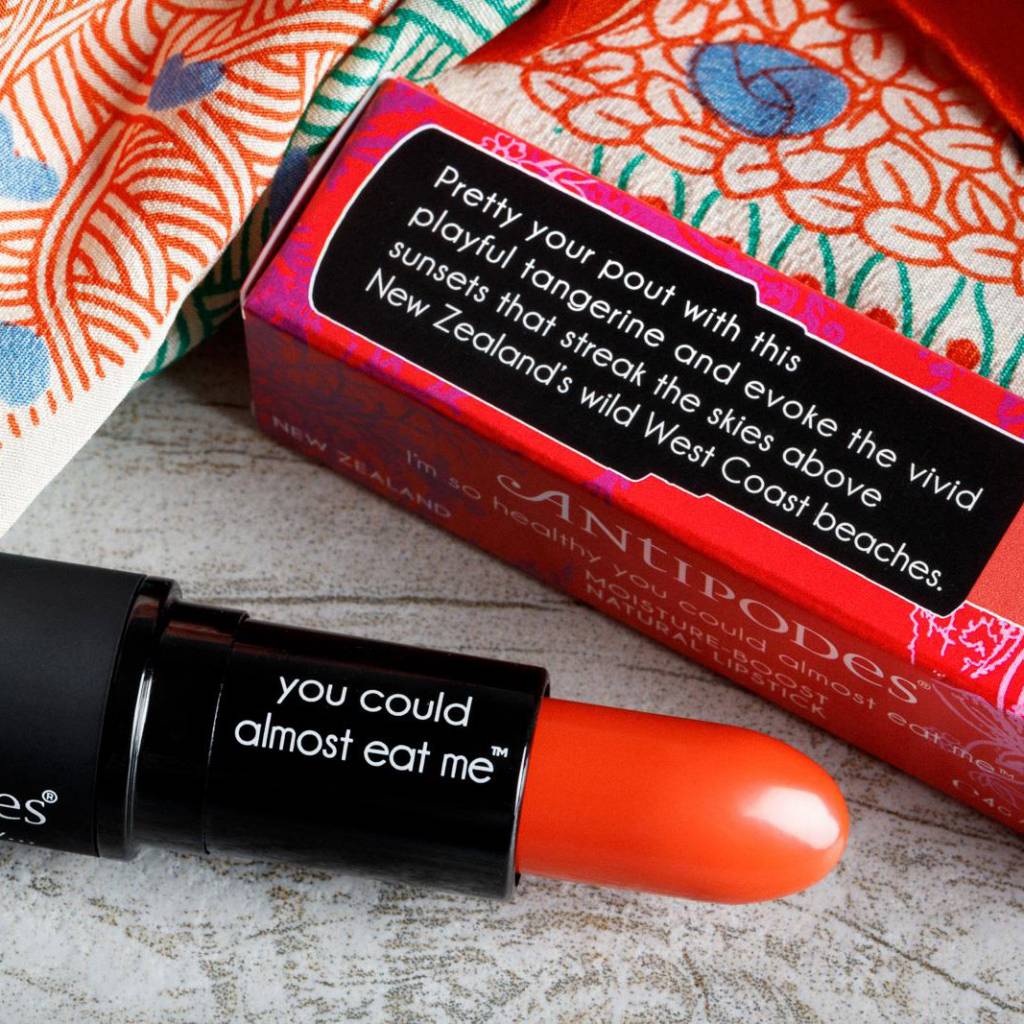 Pretty your pout with this
playful tangerine and evoke the vivid
sunsets that streak the skies above
New Zealand's wild West Coast beaches.
ANTIPODES®
NEW ZEALAND
I'm so healthy you could almost eat me™
MOISTURE-BOOST
NATURAL LIPSTICK
you could
almost eat me™
es®